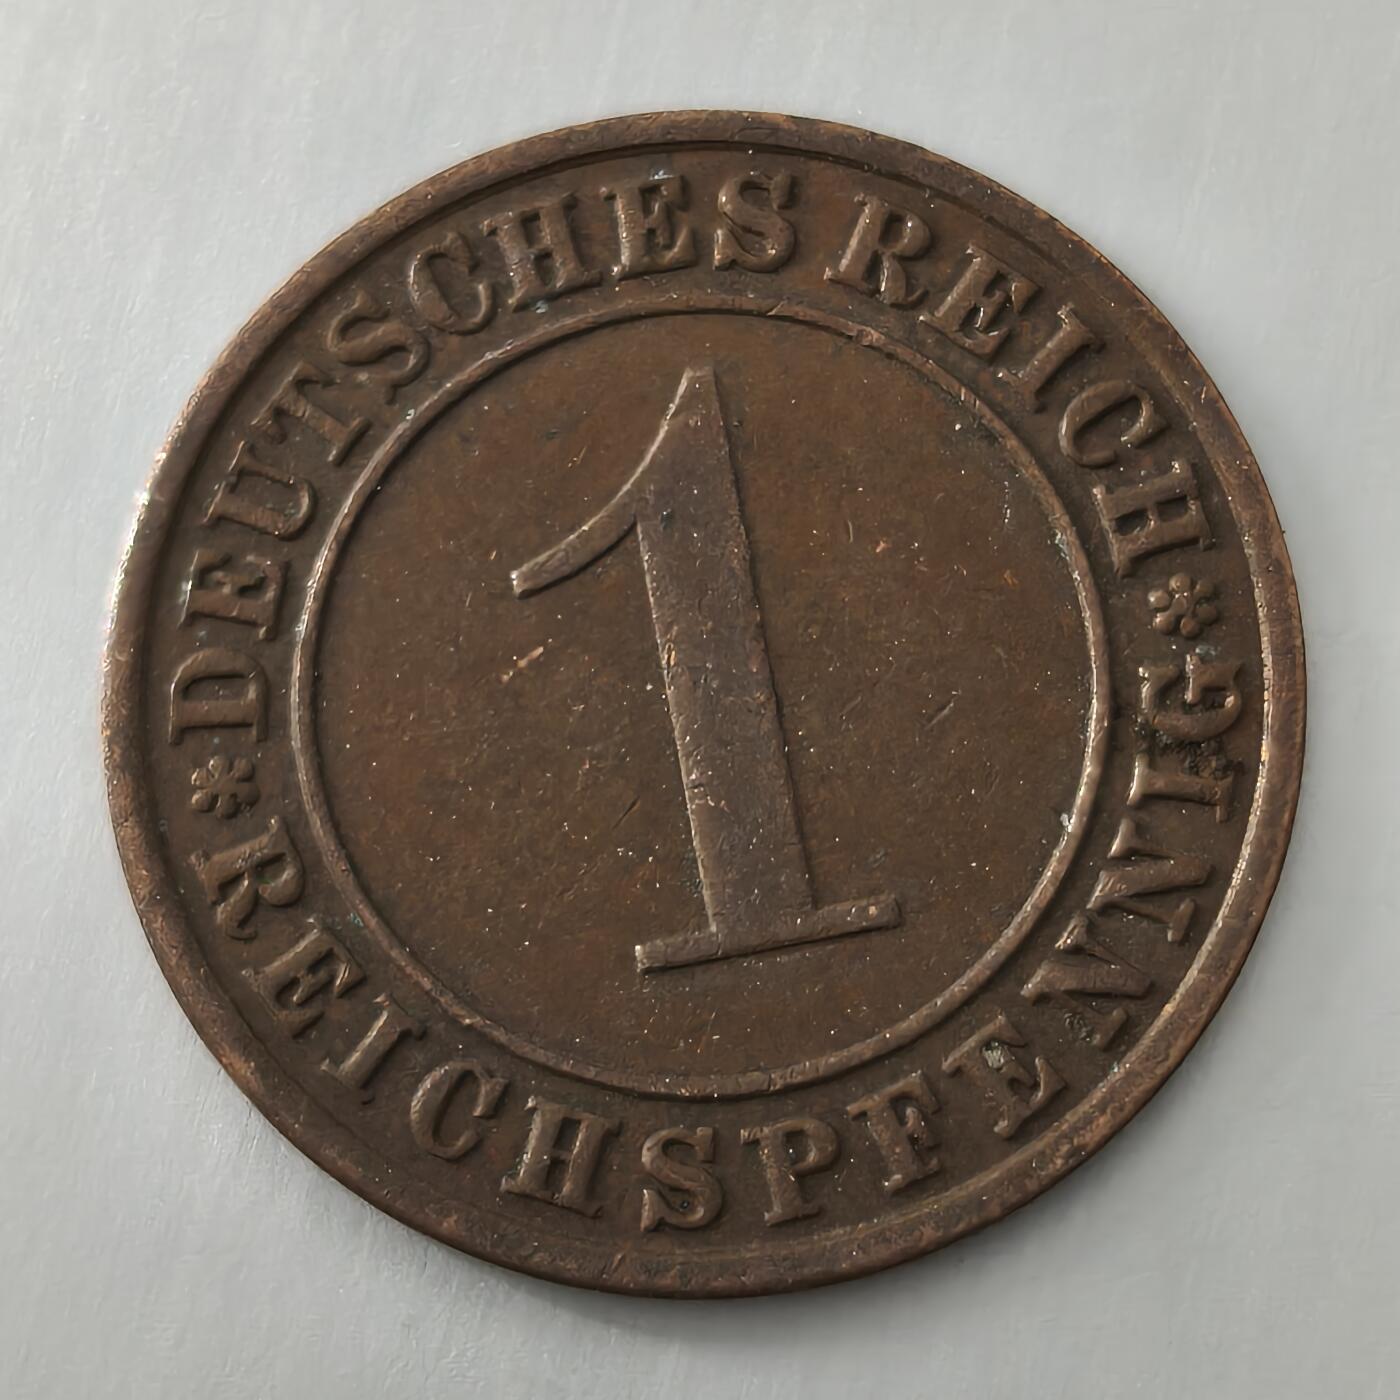 DEUTSCHES REICH
1
REICHSPFENNIG